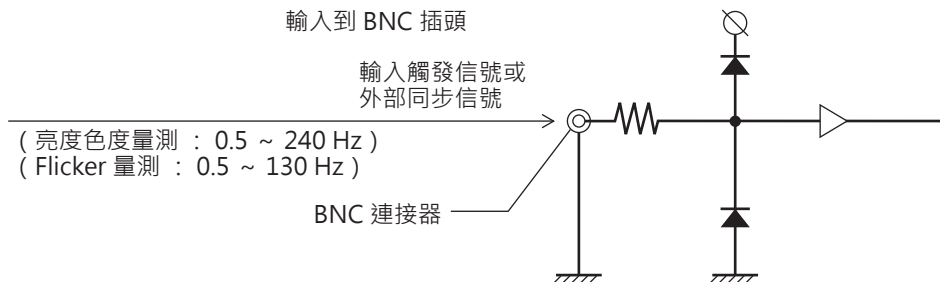 輸入到 BNC 插頭
輸入觸發信號或
外部同步信號
( 亮度色度量測 : 0.5 ~ 240 Hz )
( Flicker 量測 : 0.5 ~ 130 Hz )
BNC 連接器